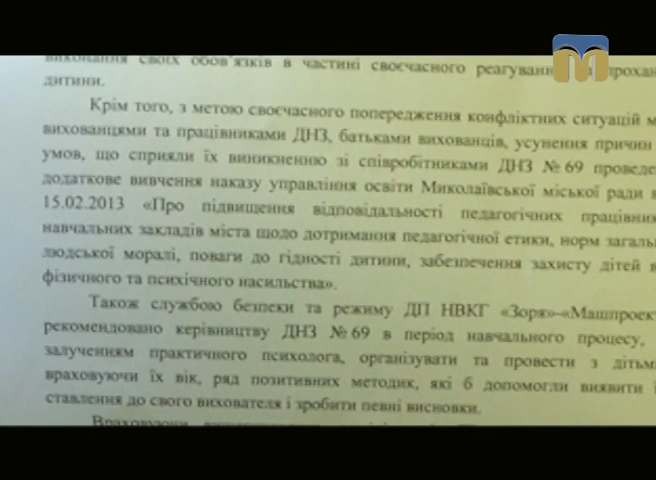 виконання своїх обов'язків в частині своєчасного реагування
дитини.
Крім того, з метою своєчасного попередження конфліктних ситуацій м
вихованцями та працівниками ДНЗ, батьками вихованців, усунення причин
умов, що сприяли їх виникненню зі співробітниками ДНЗ №69 проведе
додаткове вивчення наказу управління освіти Миколаївської міської ради
15.02.2013 «Про підвищення відповідальності педагогічних працівник
навчальних закладів міста щодо дотримання педагогічної етики, норм загаль
людської моралі, поваги до гідності дитини, забезпечення захисту дітей в
фізичного та психічного насильства».
Також службою безпеки та режиму ДП НВКГ «Зоря»–«Машпроект
рекомендовано керівництву ДНЗ №69 в період навчального процесу,
залученням практичного психолога, організувати та провести з дітьм
враховуючи їх вік, ряд позитивних методик, які б допомогли виявити ї
ставлення до свого вихователя і зробити певні висновки.